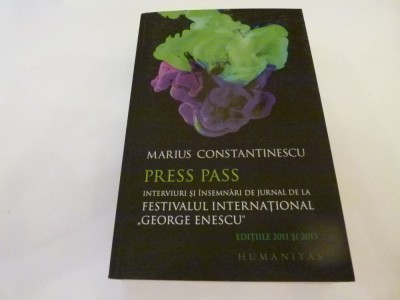 MARIUS CONSTANTINESCU
PRESS PASS
INTERVIURI ȘI ÎNSEMNĂRI DE JURNAL DE LA
FESTIVALUL INTERNAȚIONAL
„GEORGE ENESCU”
EDIȚIILE 2011 ȘI 2013
HUMANITAS